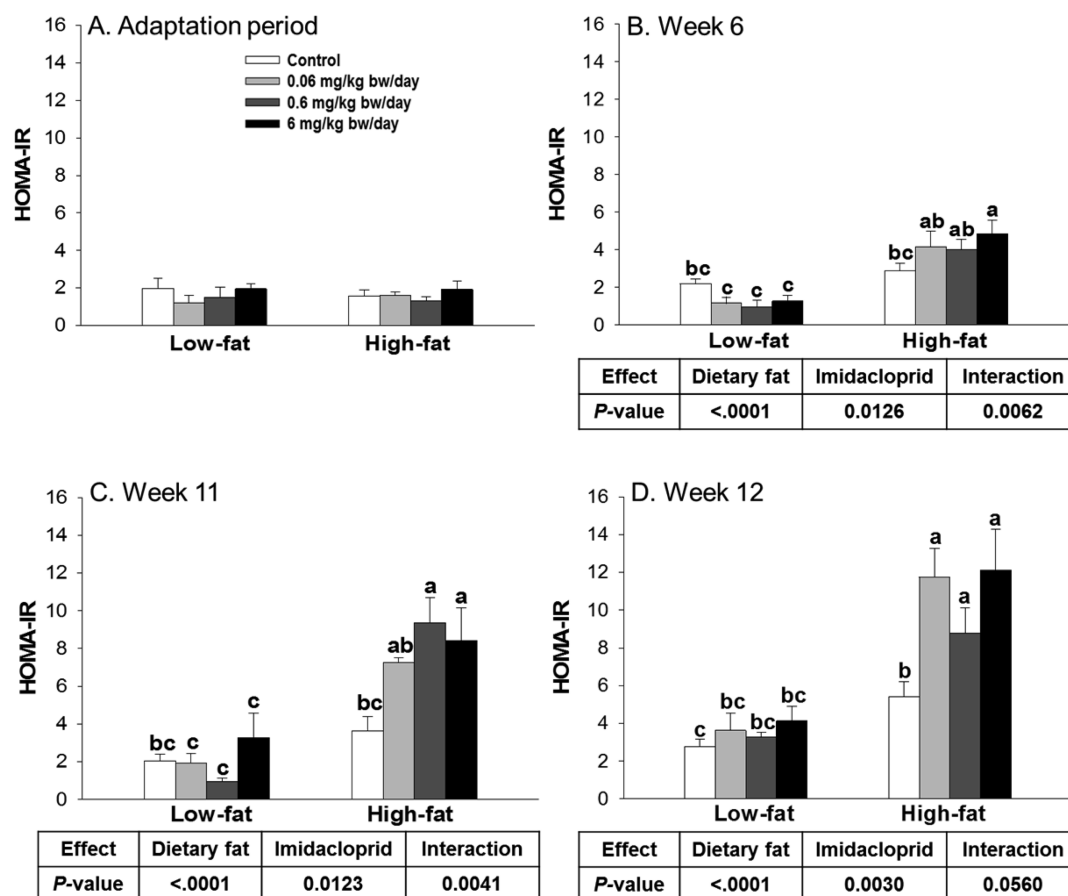 A. Adaptation period
16
14
12
10
8
6
4
2
0
HOMA-IR
Control
0.06 mg/kg bw/day
0.6 mg/kg bw/day
6 mg/kg bw/day
Low-fat High-fat
B. Week 6
16
14
12
10
8
6
4
2
0
HOMA-IR
bc c c c bc ab ab a
Low-fat High-fat
Effect Dietary fat Imidacloprid Interaction
P-value <.0001 0.0126 0.0062
C. Week 11
16
14
12
10
8
6
4
2
0
HOMA-IR
bc c c c bc ab a a
Low-fat High-fat
Effect Dietary fat Imidacloprid Interaction
P-value <.0001 0.0123 0.0041
D. Week 12
16
14
12
10
8
6
4
2
0
HOMA-IR
c bc bc bc b a a a
Low-fat High-fat
Effect Dietary fat Imidacloprid Interaction
P-value <.0001 0.0030 0.0560